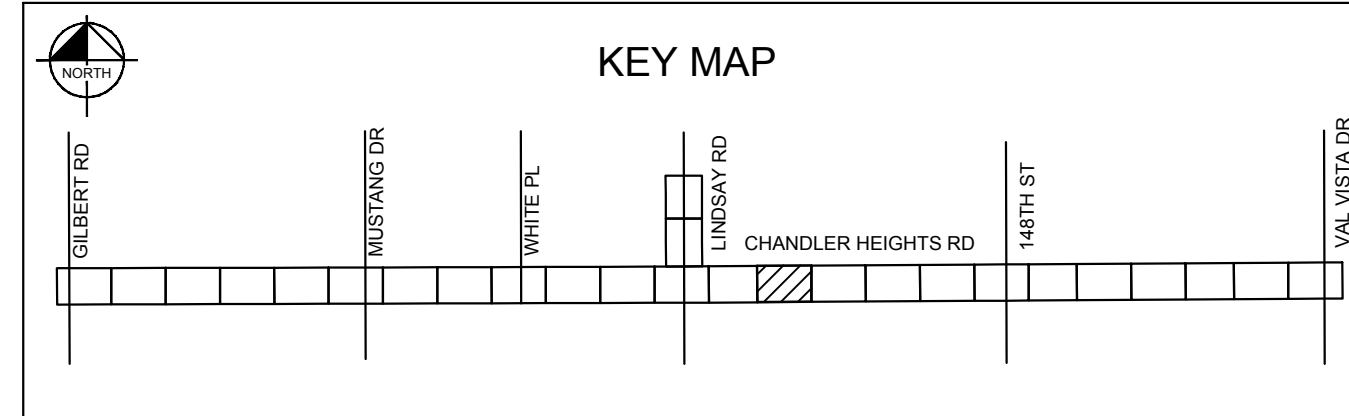 KEY MAP
NORTH
GILBERT RD
MUSTANG DR
WHITE PL
LINDSAY RD
CHANDLER HEIGHTS RD
148TH ST
VAL VISTA DR